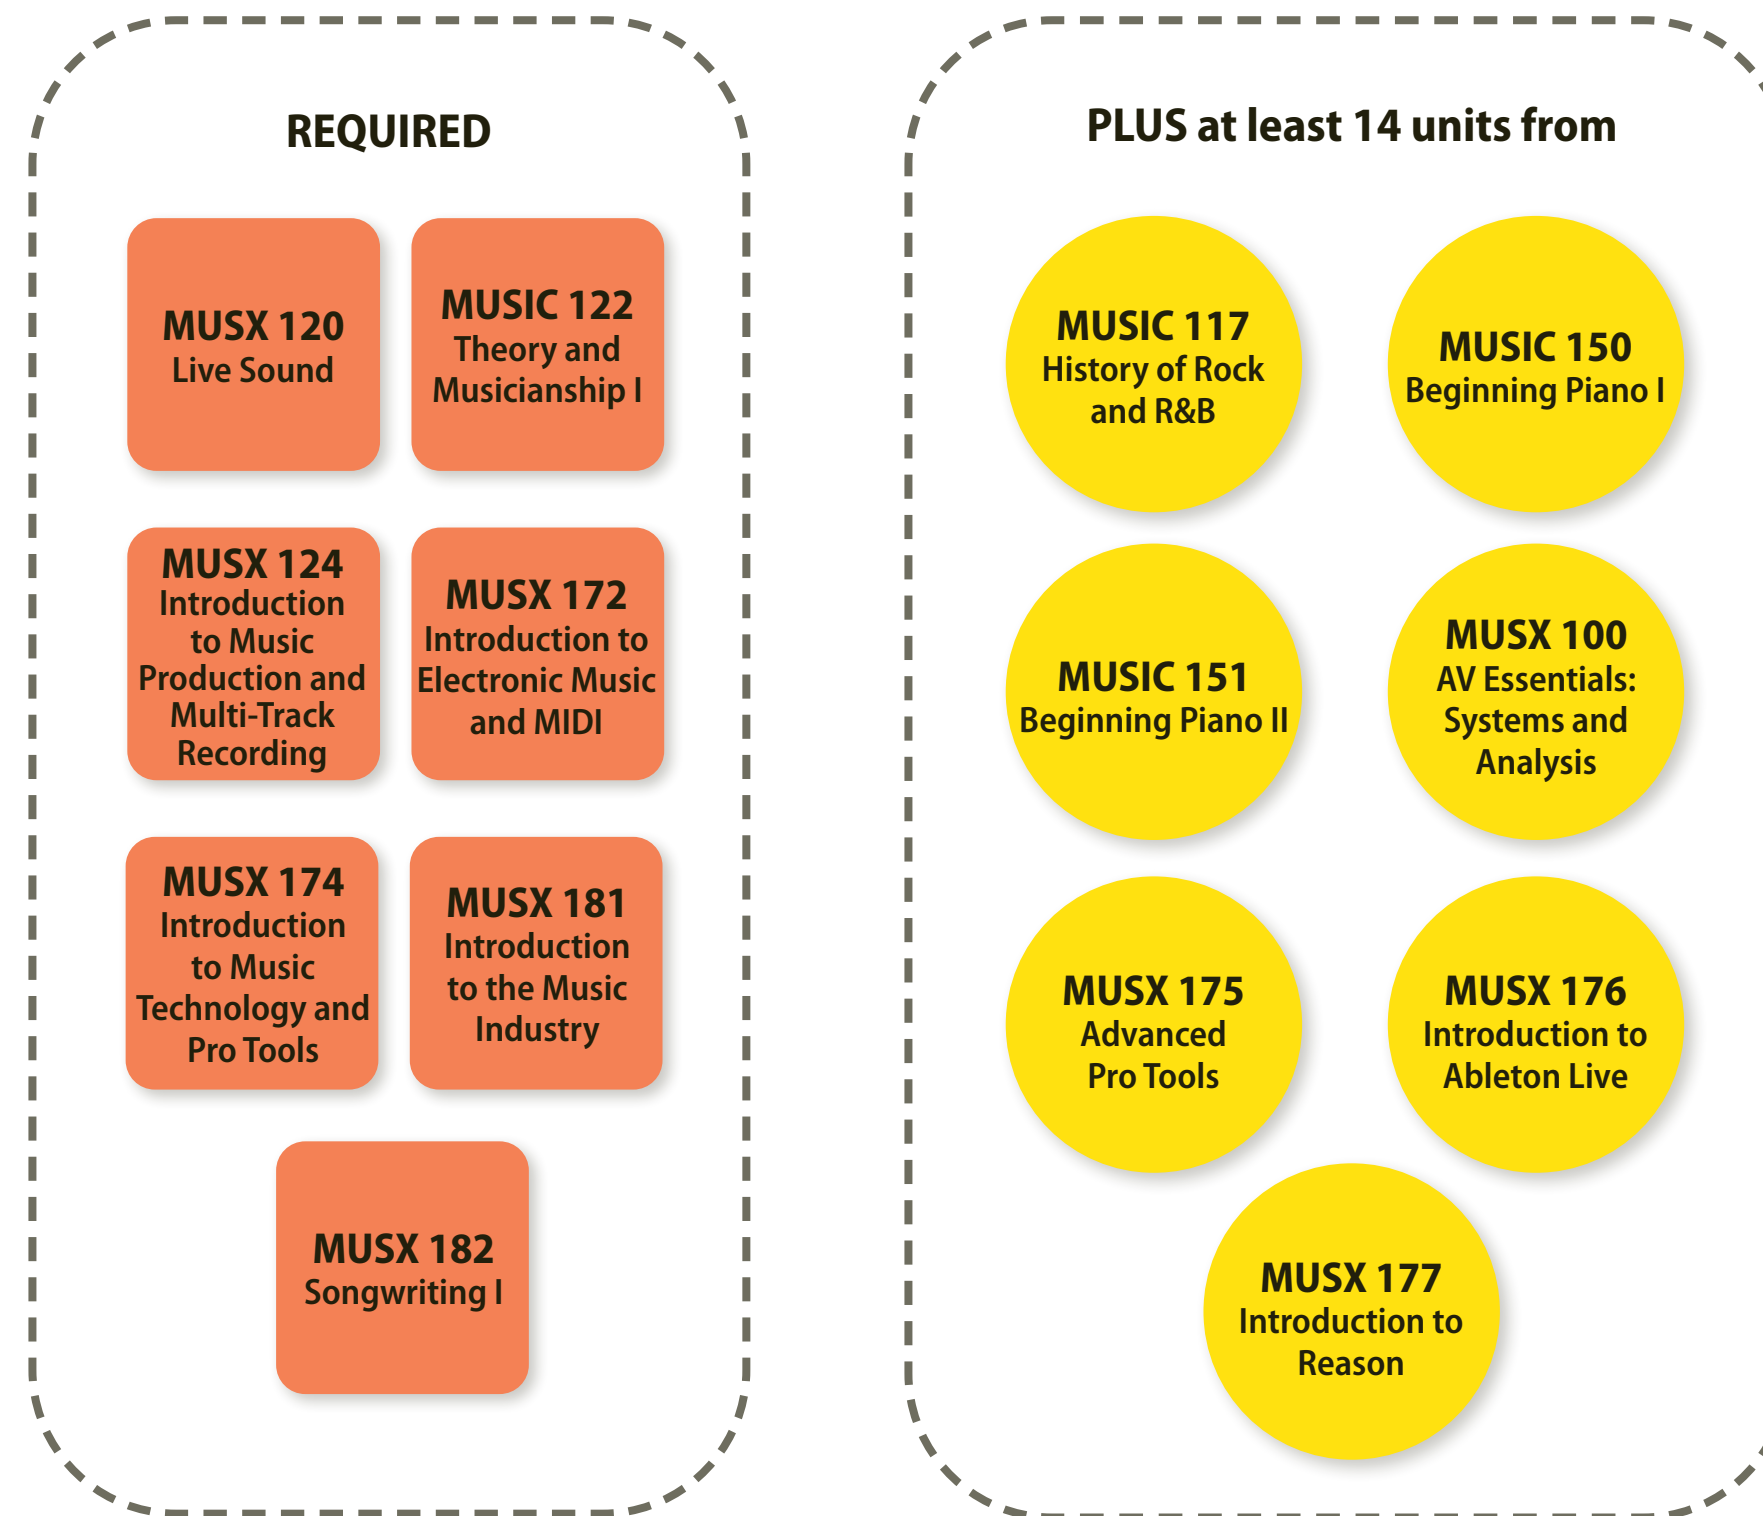 REQUIRED
MUSX 120
Live Sound
MUSIC 122
Theory and
Musicianship I
MUSX 124
Introduction
to Music
Production and
Multi-Track
Recording
MUSX 172
Introduction to
Electronic Music
and MIDI
MUSX 174
Introduction
to Music
Technology and
Pro Tools
MUSX 181
Introduction
to the Music
Industry
MUSX 182
Songwriting I
PLUS at least 14 units from
MUSIC 117
History of Rock
and R&B
MUSIC 150
Beginning Piano I
MUSIC 151
Beginning Piano II
MUSX 100
AV Essentials:
Systems and
Analysis
MUSX 175
Advanced
Pro Tools
MUSX 176
Introduction to
Ableton Live
MUSX 177
Introduction to
Reason